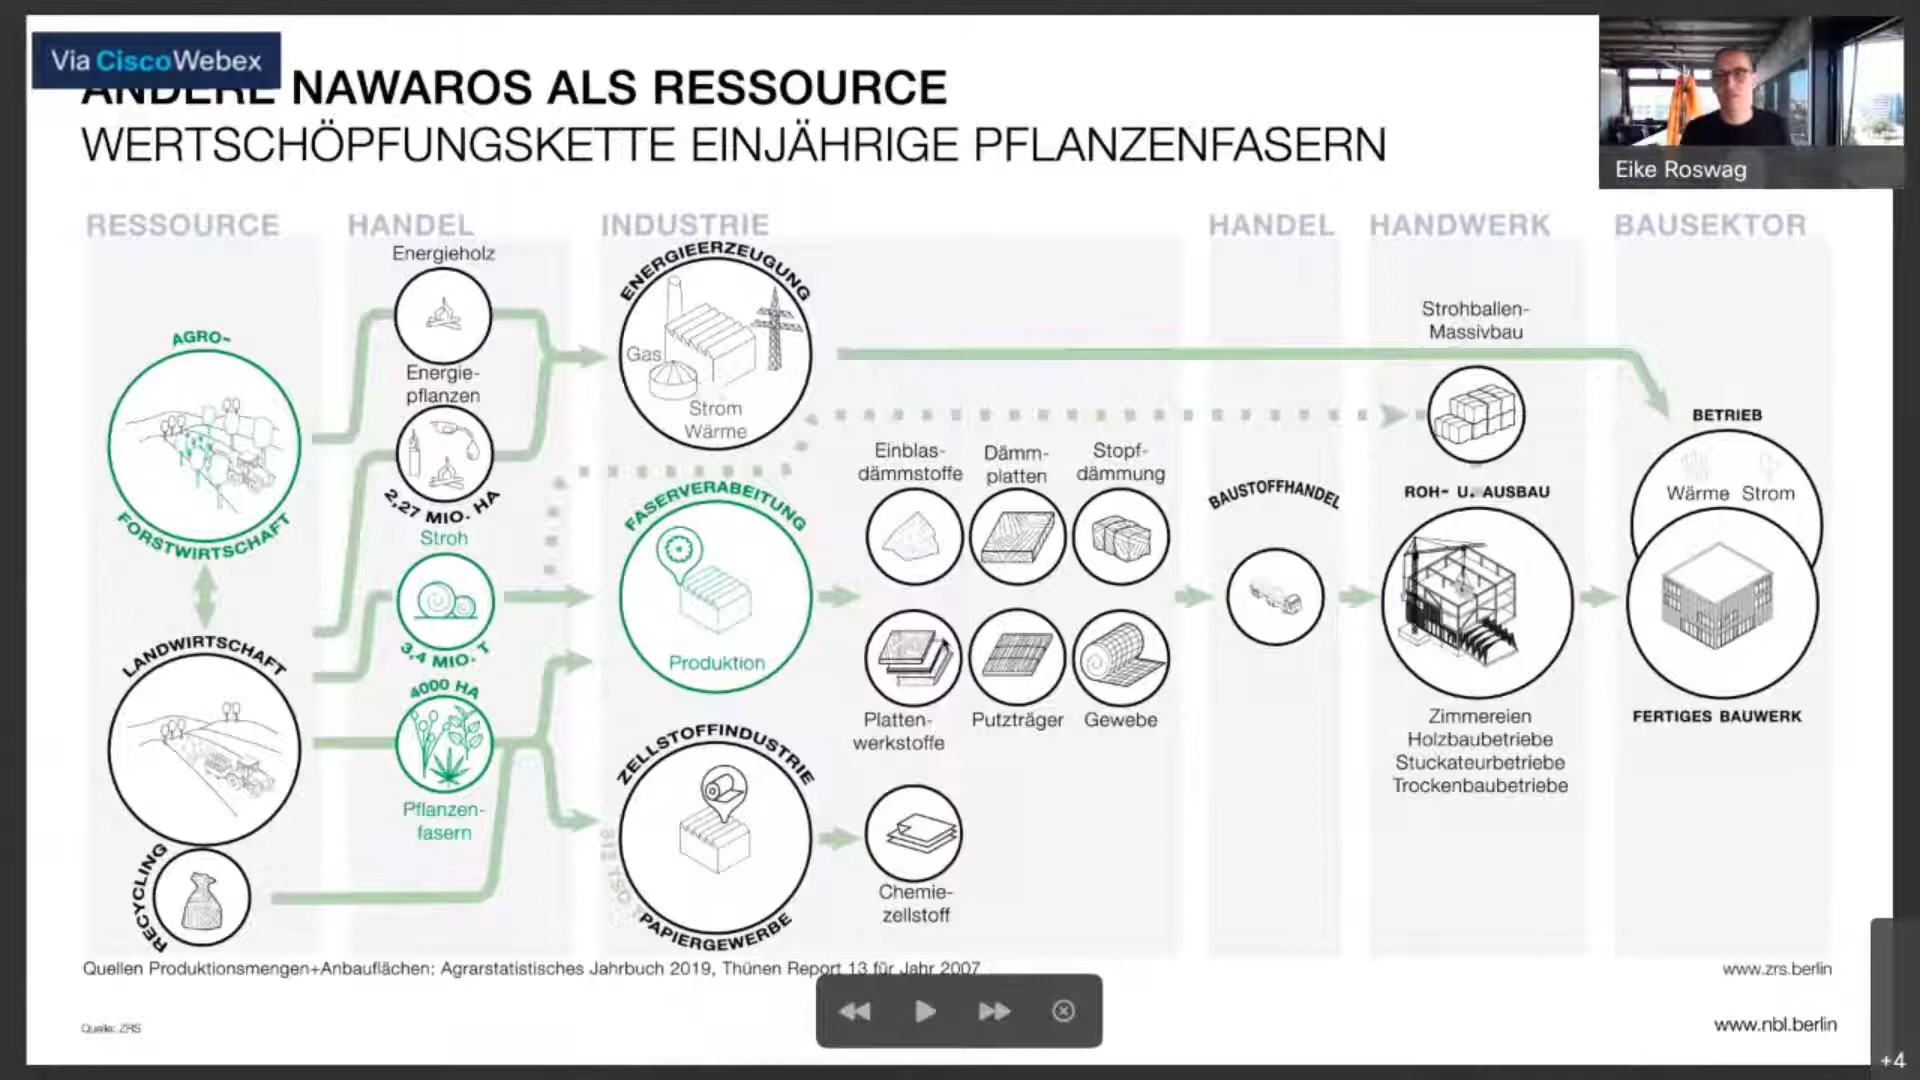 Via CiscoWebex
ANDERE NAWAROS ALS RESSOURCE
WERTSCHÖPFUNGSKETTE EINJÄHRIGE PFLANZENFASERN
Eike Roswag
RESSOURCE
HANDEL
INDUSTRIE
HANDEL
HANDWERK
BAUSEKTOR
AGRO-
FORSTWIRTSCHAFT
LANDWIRTSCHAFT
RECYCLING
Energieholz
Energie-
pflanzen
2,27 MIO. HA
Stroh
3,4 MIO. T
4000 HA
Pflanzen-
fasern
ENERGIEERZEUGUNG
Gas
Strom
Wärme
FASERVERABEITUNG
Produktion
ZELLSTOFFINDUSTRIE
PAPIERGEWERBE
Einblas-
dämmstoffe
Dämm-
platten
Stopf-
dämmung
Platten-
werkstoffe
Putzträger
Gewebe
Chemie-
zellstoff
BAUSTOFFHANDEL
Strohballen-
Massivbau
ROH- U. AUSBAU
Zimmereien
Holzbaubetriebe
Stuckateurbetriebe
Trockenbaubetriebe
BETRIEB
Wärme Strom
FERTIGES BAUWERK
Quellen Produktionsmengen+Anbauflächen: Agrarstatistisches Jahrbuch 2019, Thünen Report 13 für Jahr 2007
www.zrs.berlin
Quelle: ZRS
www.nbl.berlin
+4